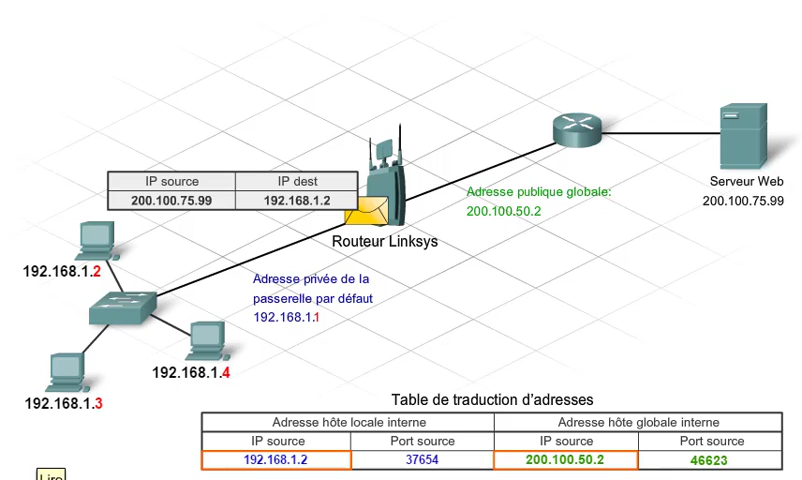 IP source IP dest
200.100.75.99 192.168.1.2
Adresse publique globale:
200.100.50.2
Serveur Web
200.100.75.99
Routeur Linksys
192.168.1.2
Adresse privée de la
passerelle par défaut
192.168.1.1
192.168.1.4
192.168.1.3
Table de traduction d'adresses
Adresse hôte locale interne Adresse hôte globale interne
IP source Port source IP source Port source
192.168.1.2 37654 200.100.50.2 46623
Lire